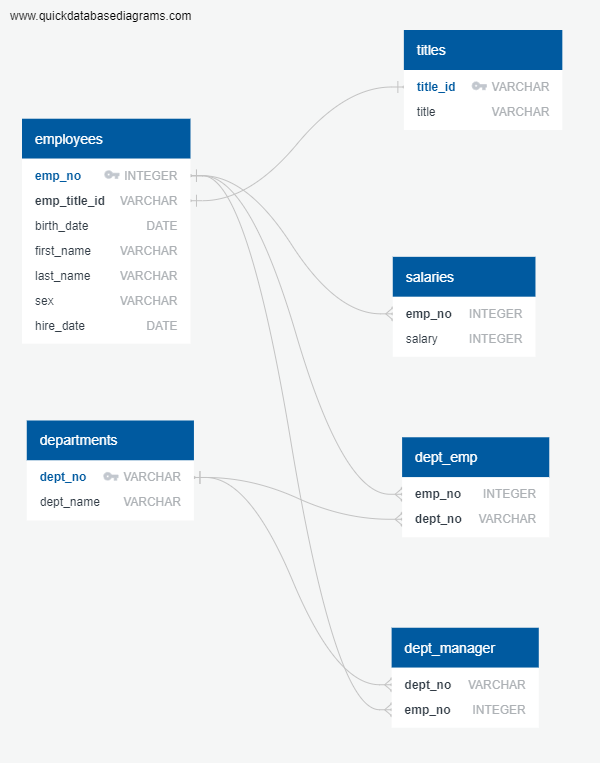 www.quickdatabasediagrams.com
titles
title_id VARCHAR
title VARCHAR
employees
emp_no INTEGER
emp_title_id VARCHAR
birth_date DATE
first_name VARCHAR
last_name VARCHAR
sex VARCHAR
hire_date DATE
salaries
emp_no INTEGER
salary INTEGER
departments
dept_no VARCHAR
dept_name VARCHAR
dept_emp
emp_no INTEGER
dept_no VARCHAR
dept_manager
dept_no VARCHAR
emp_no INTEGER